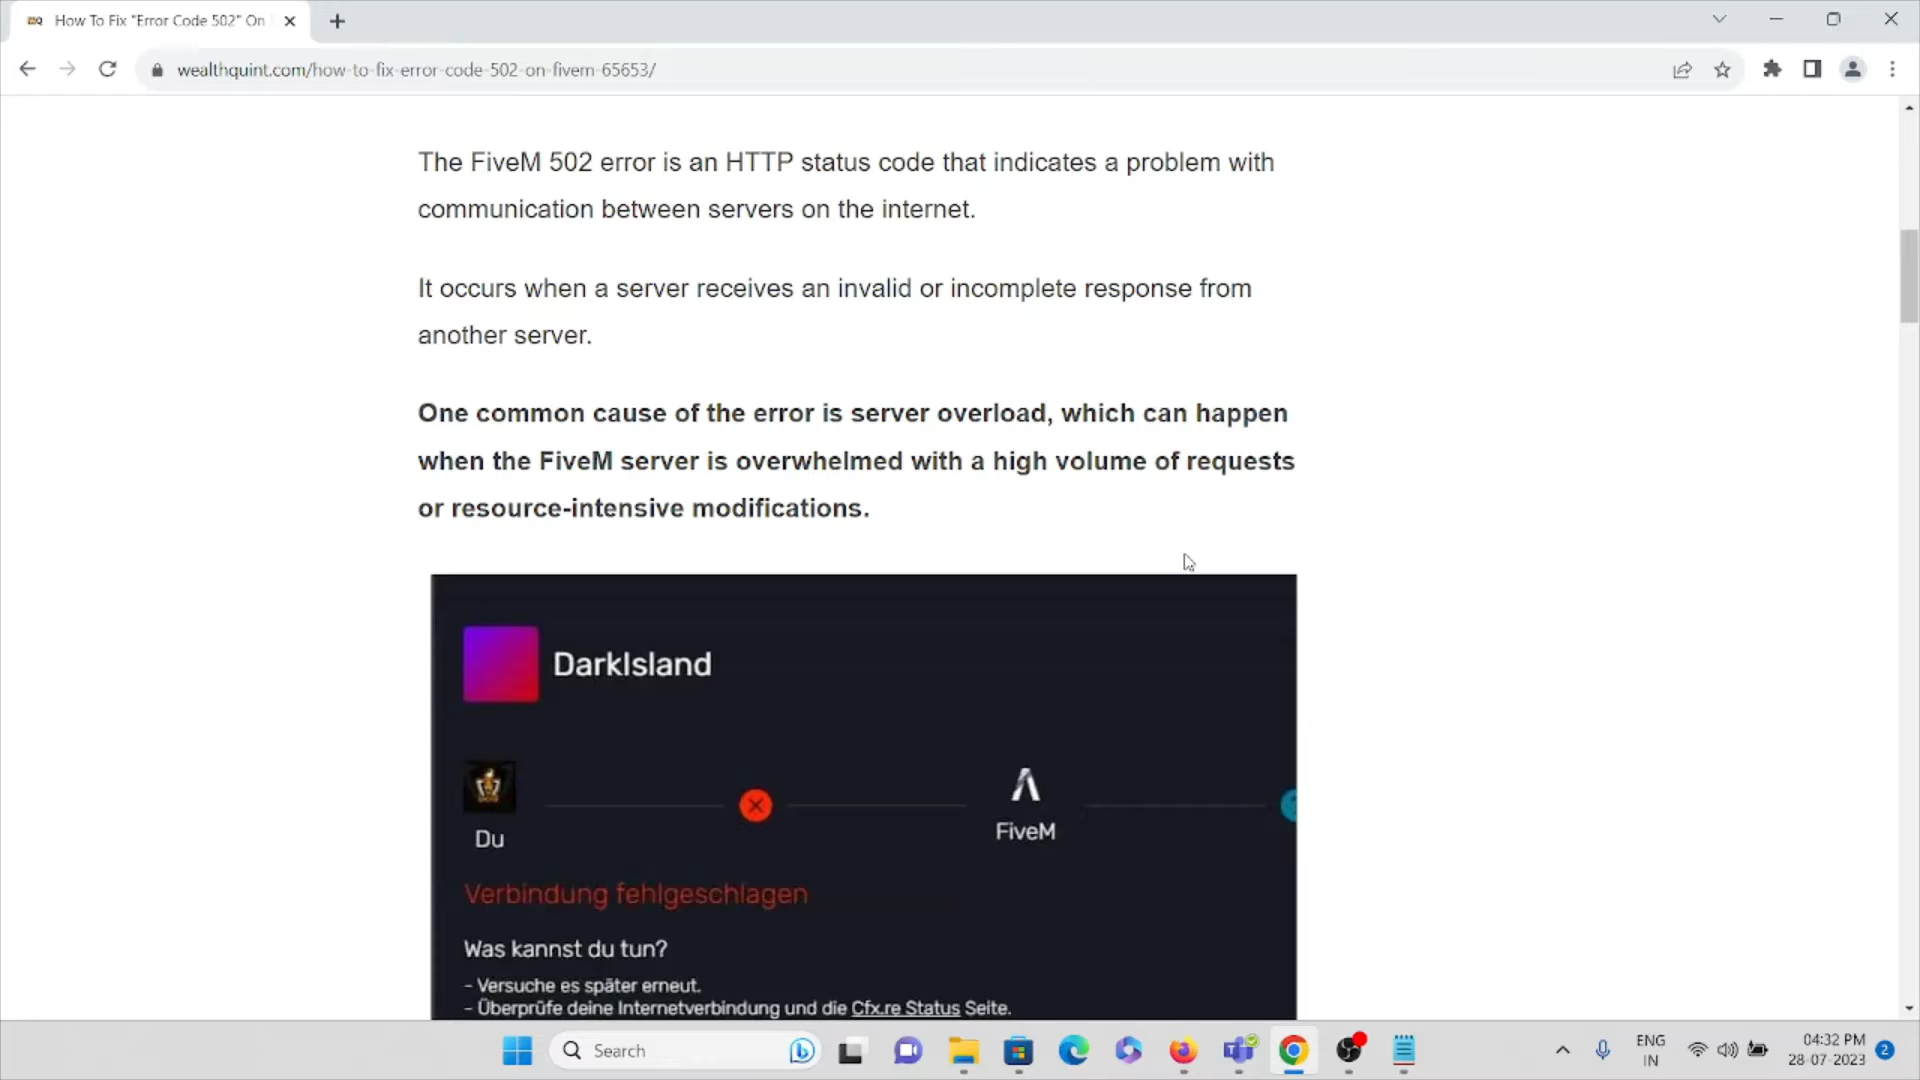 How To Fix "Error Code 502" On
wealthquint.com/how-to-fix-error-code-502-on-fivem-65653/
The FiveM 502 error is an HTTP status code that indicates a problem with
communication between servers on the internet.
It occurs when a server receives an invalid or incomplete response from
another server.
One common cause of the error is server overload, which can happen
when the FiveM server is overwhelmed with a high volume of requests
or resource-intensive modifications.
DarkIsland
Du
FiveM
Verbindung fehlgeschlagen
Was kannst du tun?
- Versuche es später erneut.
- Überprüfe deine Internetverbindung und die Cfx.re Status Seite.
Search
ENG
IN
04:32 PM
28-07-2023
2